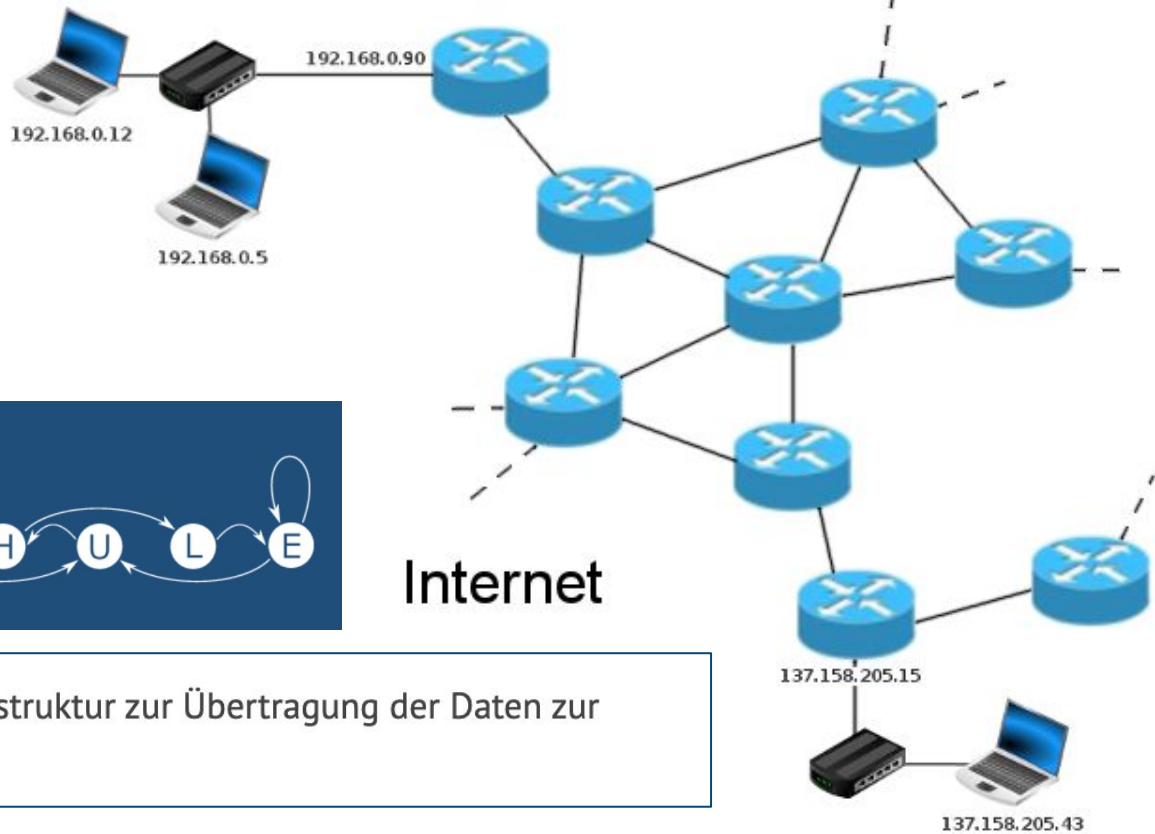 192.168.0.90
192.168.0.12
192.168.0.5
H U L E
Internet
137.158.205.15
struktur zur Übertragung der Daten zur
137.158.205.43